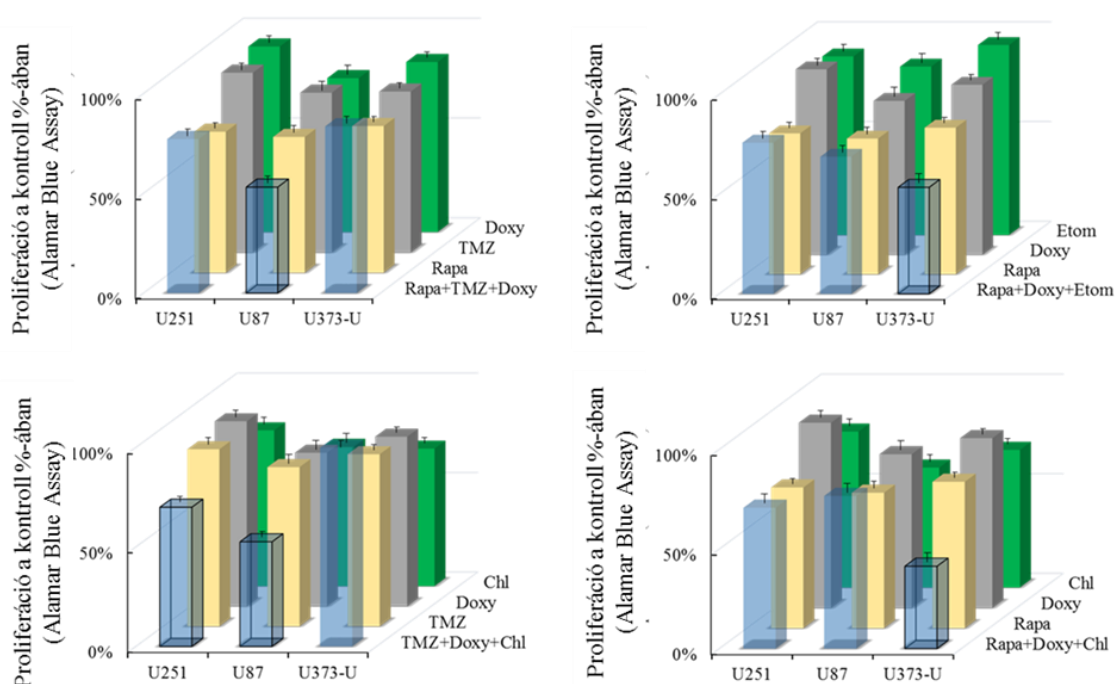 Proliferáció a kontroll %-ában
(Alamar Blue Assay)
100%
50%
0%
U251
U87
U373-U
Doxy
TMZ
Rapa
Rapa+TMZ+Doxy
Proliferáció a kontroll %-ában
(Alamar Blue Assay)
100%
50%
0%
U251
U87
U373-U
Etom
Doxy
Rapa
Rapa+Doxy+Etom
Proliferáció a kontroll %-ában
(Alamar Blue Assay)
100%
50%
0%
U251
U87
U373-U
Chl
Doxy
TMZ
TMZ+Doxy+Chl
Proliferáció a kontroll %-ában
(Alamar Blue Assay)
100%
50%
0%
U251
U87
U373-U
Chl
Doxy
Rapa
Rapa+Doxy+Chl